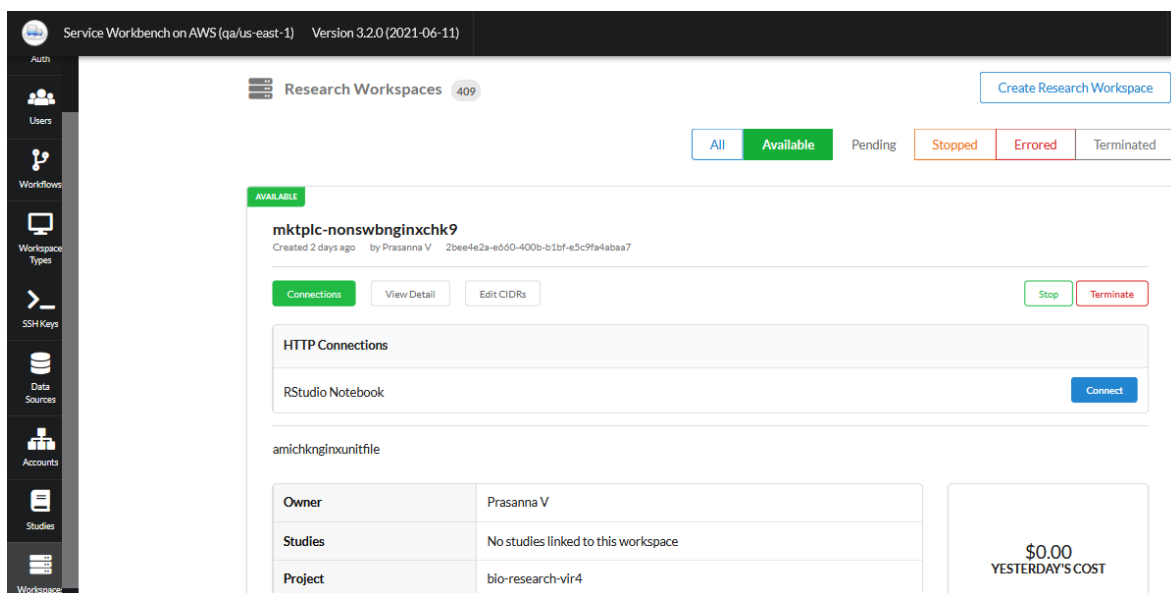 Service Workbench on AWS (qa/us-east-1) Version 3.2.0 (2021-06-11)
Auth
Users
Workflows
Workspace
Types
SSH Keys
Data
Sources
Accounts
Studies
Workspace
Research Workspaces 409
Create Research Workspace
All Available Pending Stopped Errored Terminated
AVAILABLE
mktplc-nonswbnginxchk9
Created 2 days ago by Prasanna V 2bee4e2a-e660-400b-b1bf-e5c9fa4abaa7
Connections View Detail Edit CIDRs Stop Terminate
HTTP Connections
RStudio Notebook Connect
amichknginxunitfile
Owner Prasanna V
Studies No studies linked to this workspace
Project bio-research-vir4
$0.00
YESTERDAY'S COST